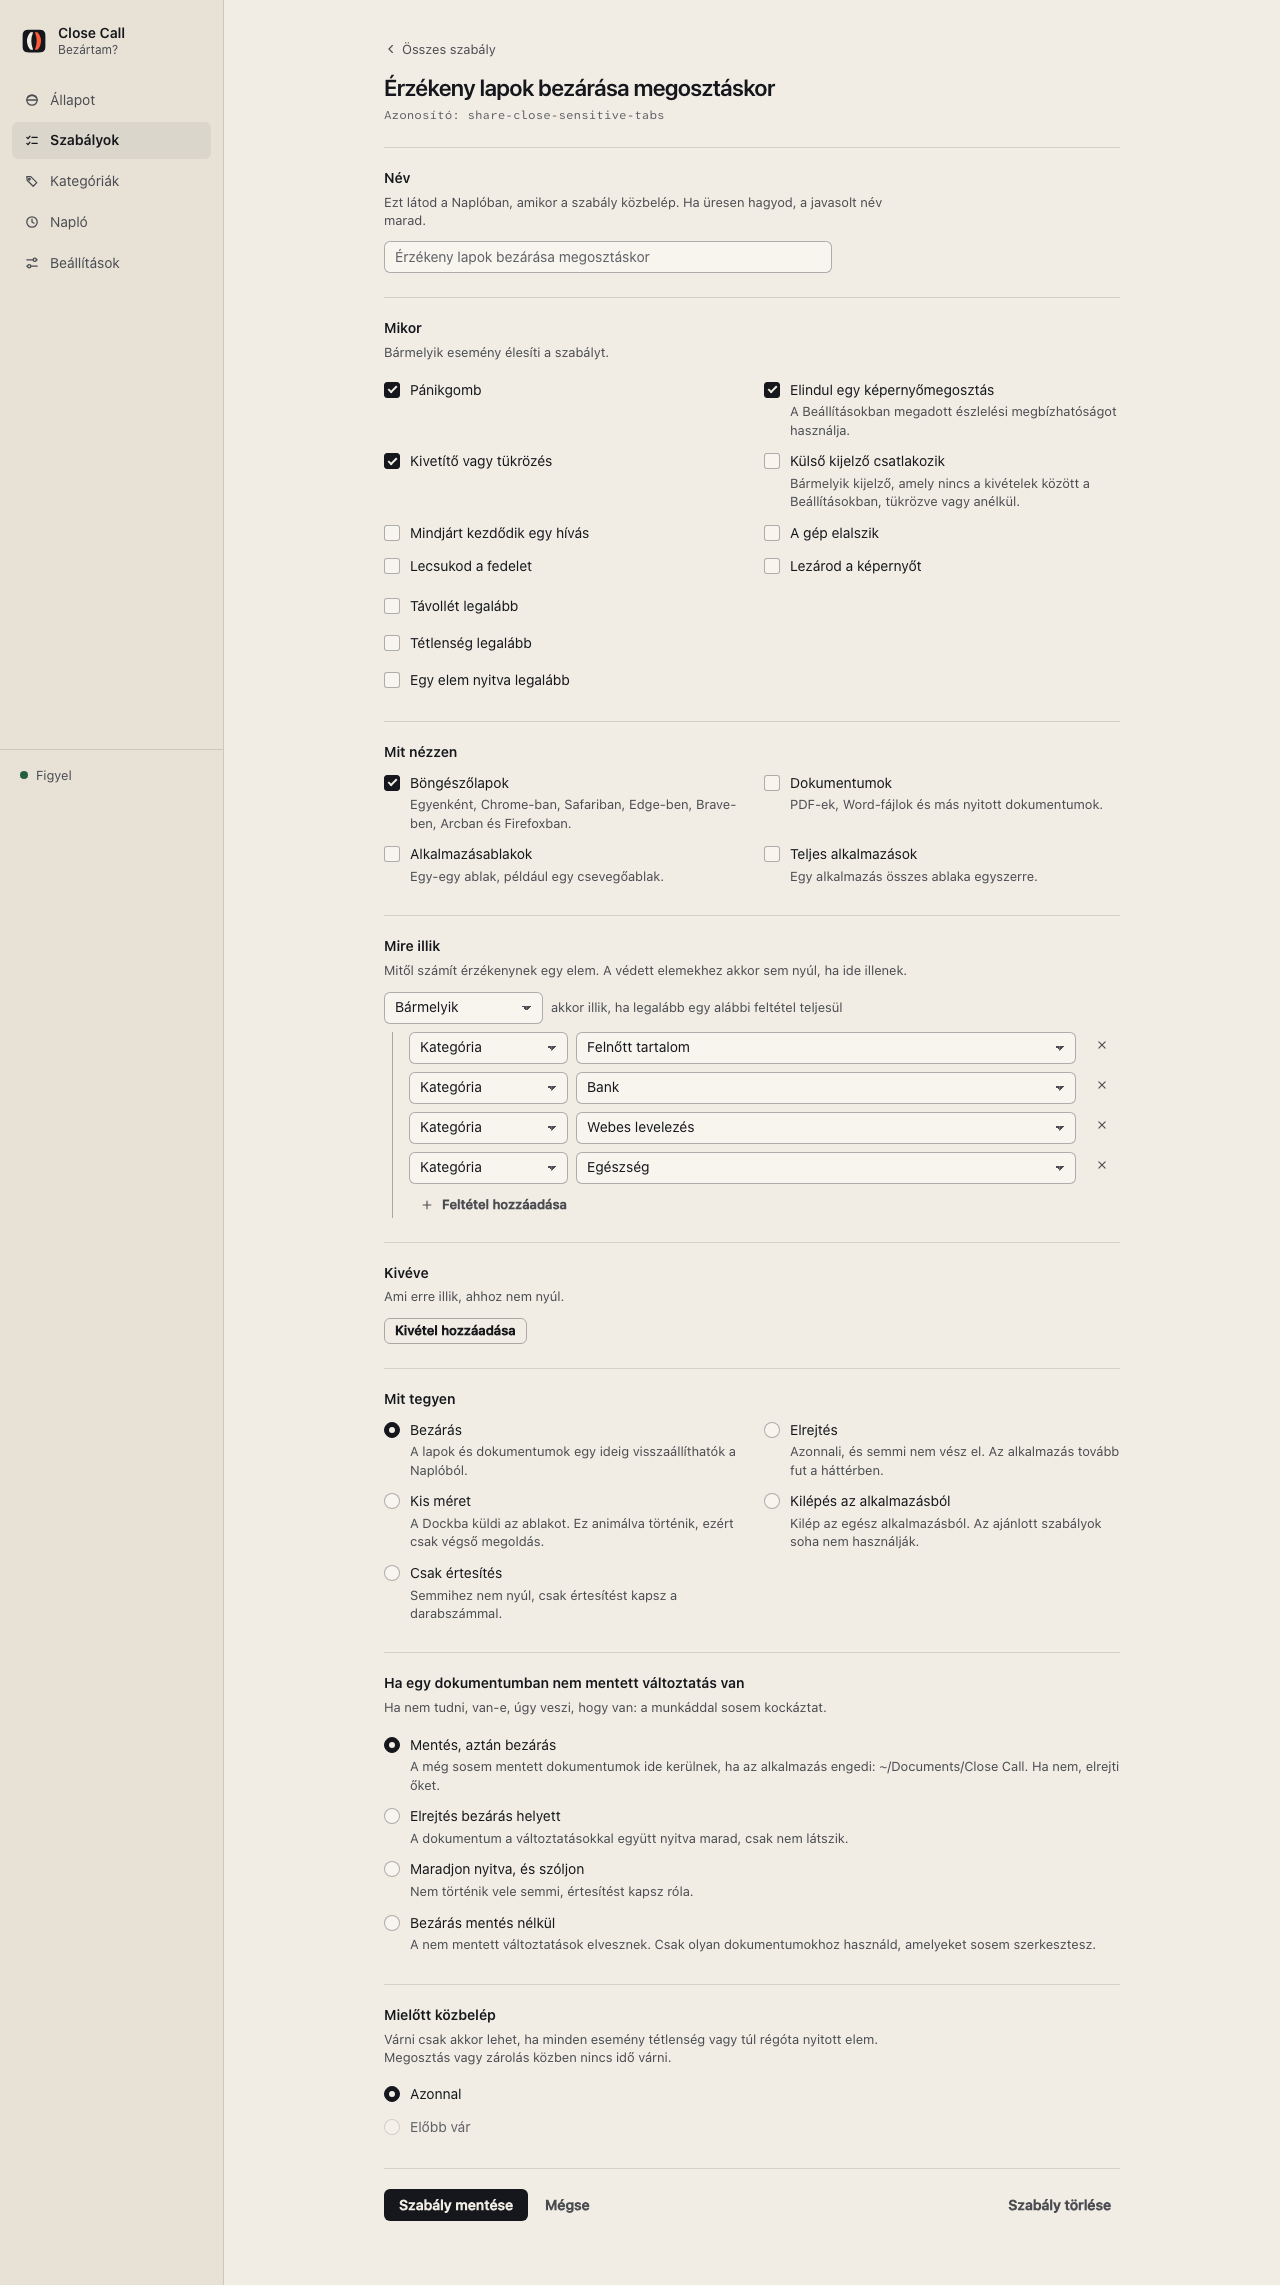 Close Call
Bezártam?
Állapot
Szabályok
Kategóriák
Napló
Beállítások
Figyel
Összes szabály
Érzékeny lapok bezárása megosztáskor
Azonosító: share-close-sensitive-tabs
Név
Ezt látod a Naplóban, amikor a szabály közbelép. Ha üresen hagyod, a javasolt név
marad.
Érzékeny lapok bezárása megosztáskor
Mikor
Bármelyik esemény élesíti a szabályt.
Pánikgomb
Elindul egy képernyőmegosztás
A Beállításokban megadott észlelési megbízhatóságot
használja.
Kivetítő vagy tükrözés
Külső kijelző csatlakozik
Bármelyik kijelző, amely nincs a kivételek között a
Beállításokban, tükrözve vagy anélkül.
Mindjárt kezdődik egy hívás
A gép elalszik
Lecsukod a fedelet
Lezárod a képernyőt
Távollét legalább
Tétlenség legalább
Egy elem nyitva legalább
Mit nézzen
Böngészőlapok
Egyenként, Chrome-ban, Safariban, Edge-ben, Brave-
ben, Arcban és Firefoxban.
Dokumentumok
PDF-ek, Word-fájlok és más nyitott dokumentumok.
Alkalmazásablakok
Egy-egy ablak, például egy csevegőablak.
Teljes alkalmazások
Egy alkalmazás összes ablaka egyszerre.
Mire illik
Mitől számít érzékenynek egy elem. A védett elemekhez akkor sem nyúl, ha ide illenek.
Bármelyik akkor illik, ha legalább egy alábbi feltétel teljesül
Kategória Felnőtt tartalom
Kategória Bank
Kategória Webes levelezés
Kategória Egészség
Feltétel hozzáadása
Kivéve
Ami erre illik, ahhoz nem nyúl.
Kivétel hozzáadása
Mit tegyen
Bezárás
A lapok és dokumentumok egy ideig visszaállíthatók a
Naplóból.
Elrejtés
Azonnali, és semmi nem vész el. Az alkalmazás tovább
fut a háttérben.
Kis méret
A Dockba küldi az ablakot. Ez animálva történik, ezért
csak végső megoldás.
Kilépés az alkalmazásból
Kilép az egész alkalmazásból. Az ajánlott szabályok
soha nem használják.
Csak értesítés
Semmihez nem nyúl, csak értesítést kapsz a
darabszámmal.
Ha egy dokumentumban nem mentett változtatás van
Ha nem tudni, van-e, úgy veszi, hogy van: a munkáddal sosem kockáztat.
Mentés, aztán bezárás
A még sosem mentett dokumentumok ide kerülnek, ha az alkalmazás engedi: ~/Documents/Close Call. Ha nem, elrejti
őket.
Elrejtés bezárás helyett
A dokumentum a változtatásokkal együtt nyitva marad, csak nem látszik.
Maradjon nyitva, és szóljon
Nem történik vele semmi, értesítést kapsz róla.
Bezárás mentés nélkül
A nem mentett változtatások elvesznek. Csak olyan dokumentumokhoz használd, amelyeket sosem szerkesztesz.
Mielőtt közbelép
Várni csak akkor lehet, ha minden esemény tétlenség vagy túl régóta nyitott elem.
Megosztás vagy zárolás közben nincs idő várni.
Azonnal
Előbb vár
Szabály mentése
Mégse
Szabály törlése